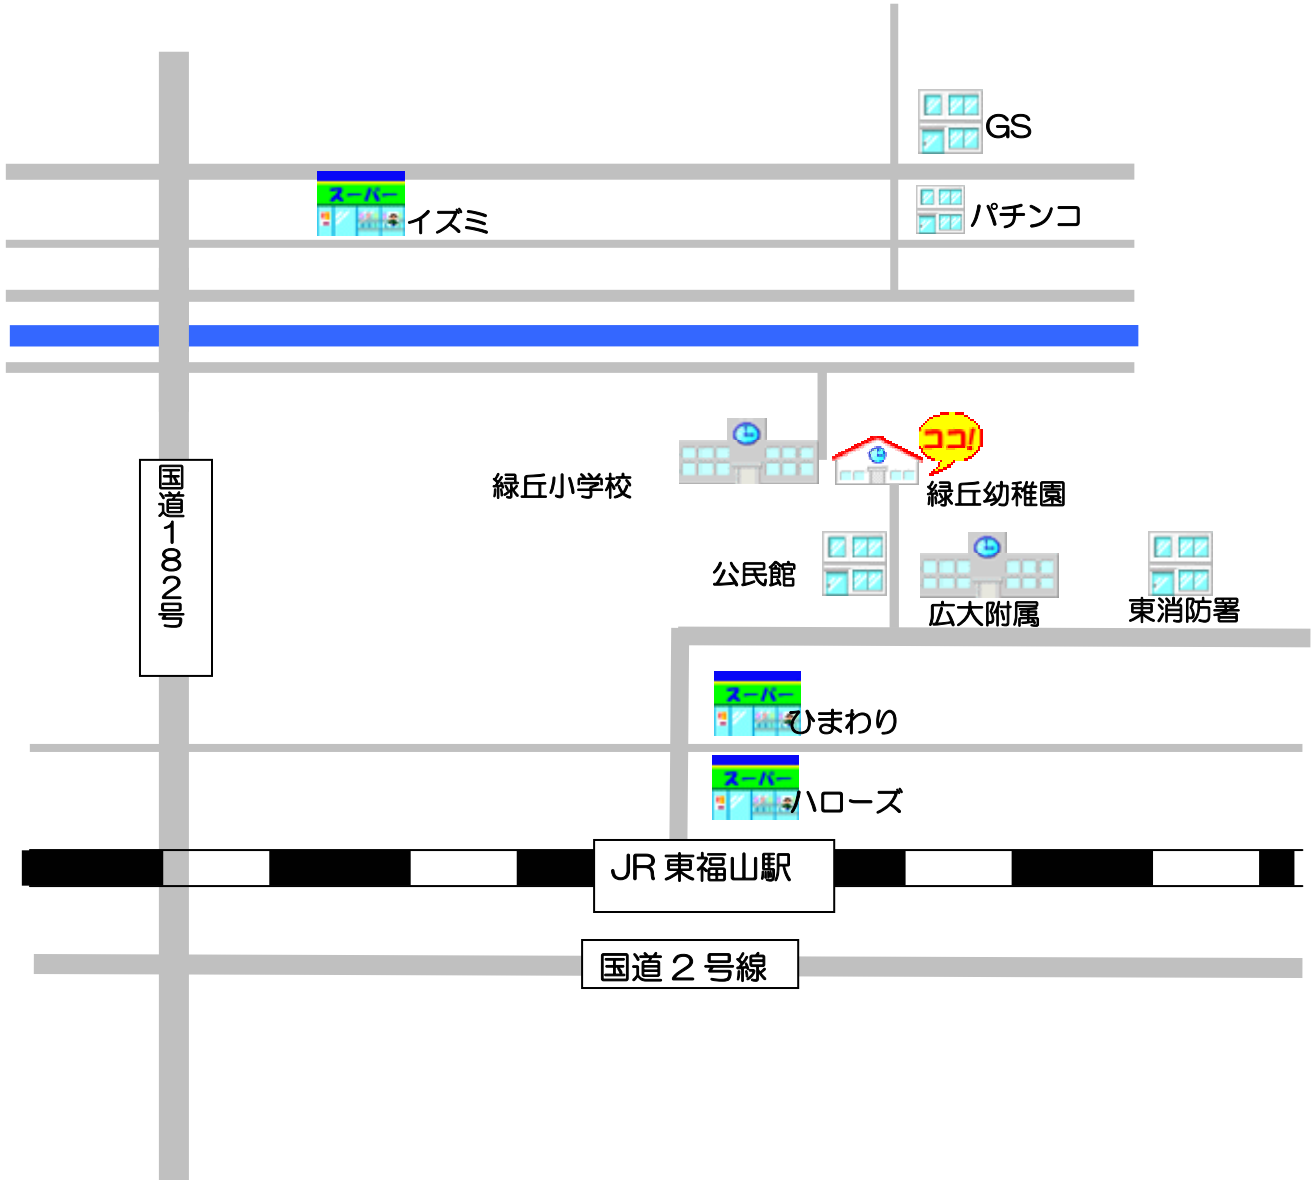 GS
スーパー
イズミ
パチンコ
ココ!
緑丘小学校
緑丘幼稚園
国道182号
公民館
広大附属
東消防署
スーパー
ひまわり
スーパー
ハローズ
JR東福山駅
国道2号線